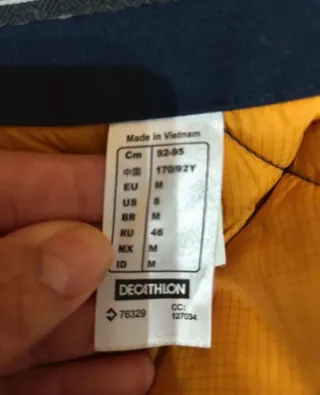 Made in Vietnam
Cm 92-95
中国 170/92Y
EU M
US S
BR M
RU 46
MX M
ID M
DECATHLON
76329 CC:
127034